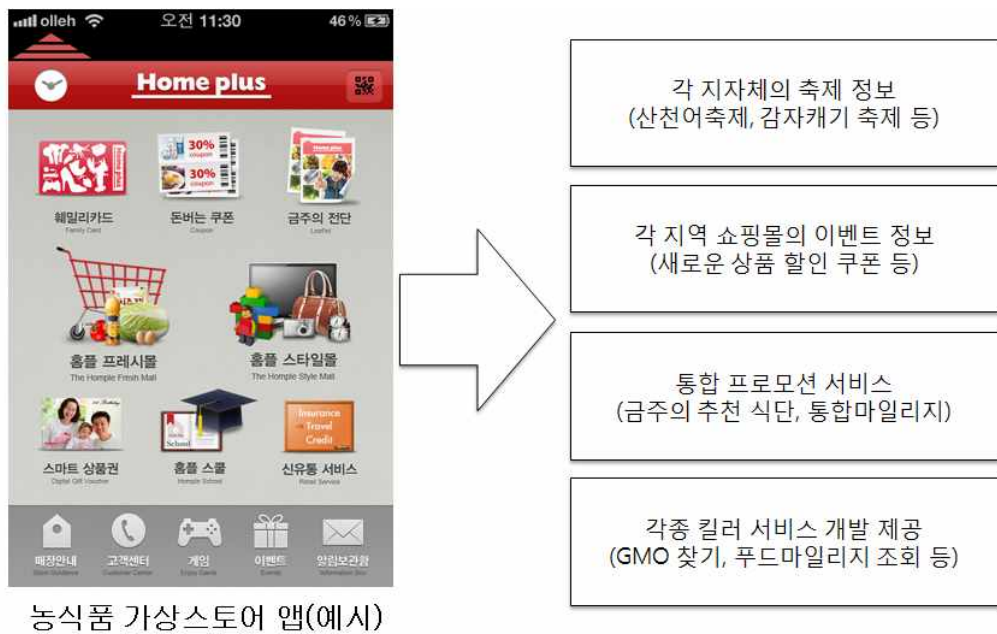 olleh 오전 11:30 46%
Home plus
30%
coupon
30%
coupon
Home plus
Home plus
훼밀리카드 돈버는 쿠폰 금주의 전단
Family Card Coupon Leaflet
홈플 프레시몰 홈플 스타일몰
The Homple Fresh Mall The Homple Style Mall
School
Insurance
Travel
Credit
스마트 상품권 홈플 스쿨 신유통 서비스
Digital Gift Voucher Homple School Retail Service
매장안내 고객센터 게임 이벤트 알림보관함
Store Guidance Customer Center Enjoy Game Events Information Box
농식품 가상스토어 앱(예시)
각 지자체의 축제 정보
(산천어축제, 감자캐기 축제 등)
각 지역 쇼핑몰의 이벤트 정보
(새로운 상품 할인 쿠폰 등)
통합 프로모션 서비스
(금주의 추천 식단, 통합마일리지)
각종 킬러 서비스 개발 제공
(GMO 찾기, 푸드마일리지 조회 등)